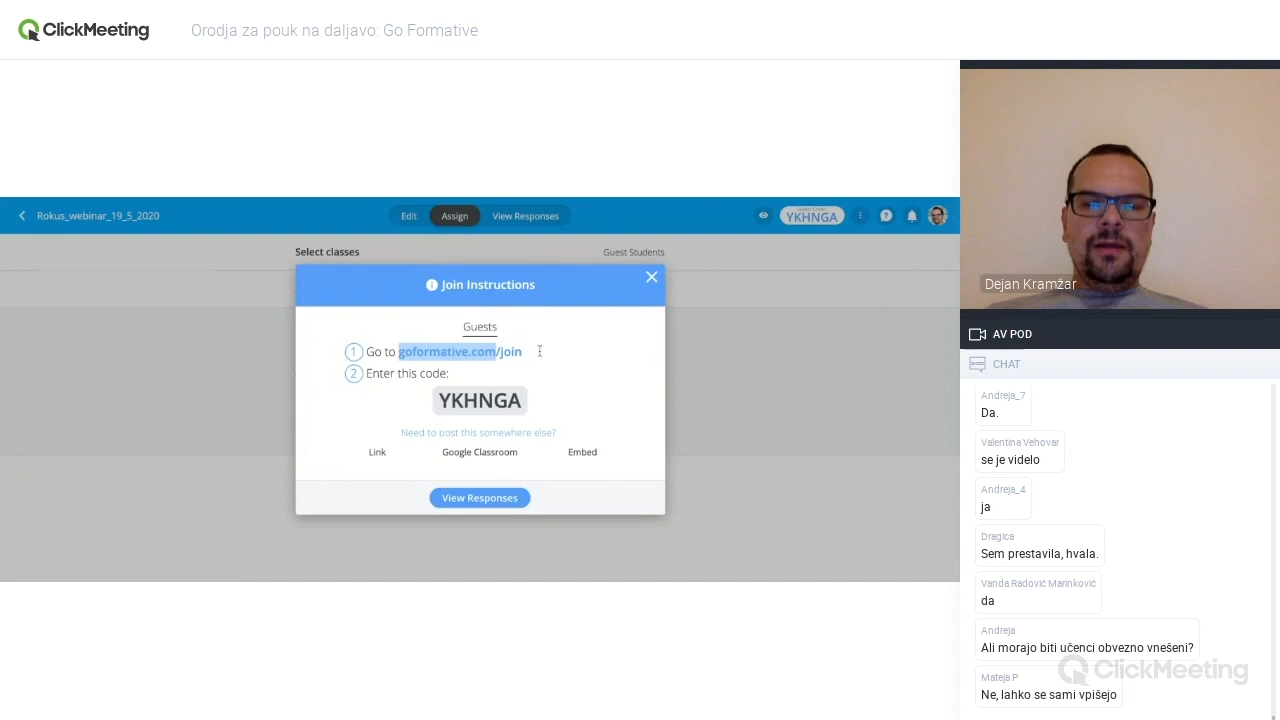 ClickMeeting
Orodja za pouk na daljavo: Go Formative
Rokus_webinar_19_5_2020
Edit
Assign
View Responses
YKHNGA
Select classes
Guest Students
Join Instructions
Guests
1 Go to goformative.com/join
2 Enter this code:
YKHNGA
Need to post this somewhere else?
Link
Google Classroom
Embed
View Responses
Dejan Kramžar
AV POD
CHAT
Andreja_7
Da.
Valentina Vehovar
se je videlo
Andreja_4
ja
Dragica
Sem prestavila, hvala.
Vanda Radović Marinković
da
Andreja
Ali morajo biti učenci obvezno vnešeni?
Mateja P
Ne, lahko se sami vpišejo
ClickMeeting